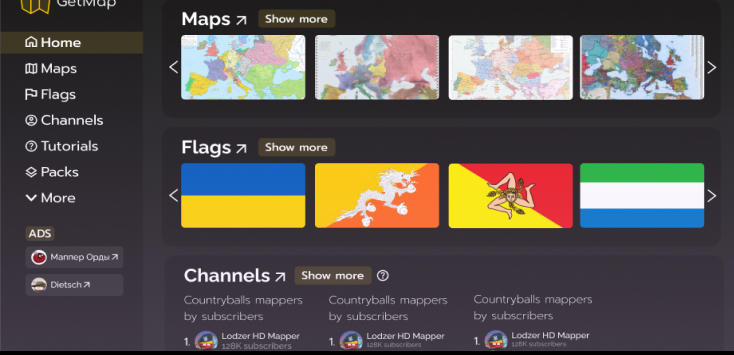 GetMap
Home
Maps
Flags
Channels
Tutorials
Packs
More
ADS
Маппер Орды
Dietsch
Maps
Show more
Flags
Show more
Channels
Show more
Countryballs mappers
by subscribers
1. Lodzer HD Mapper
128K subscribers
Countryballs mappers
by subscribers
1. Lodzer HD Mapper
128K subscribers
Countryballs mappers
by subscribers
1. Lodzer HD Mapper
128K subscribers